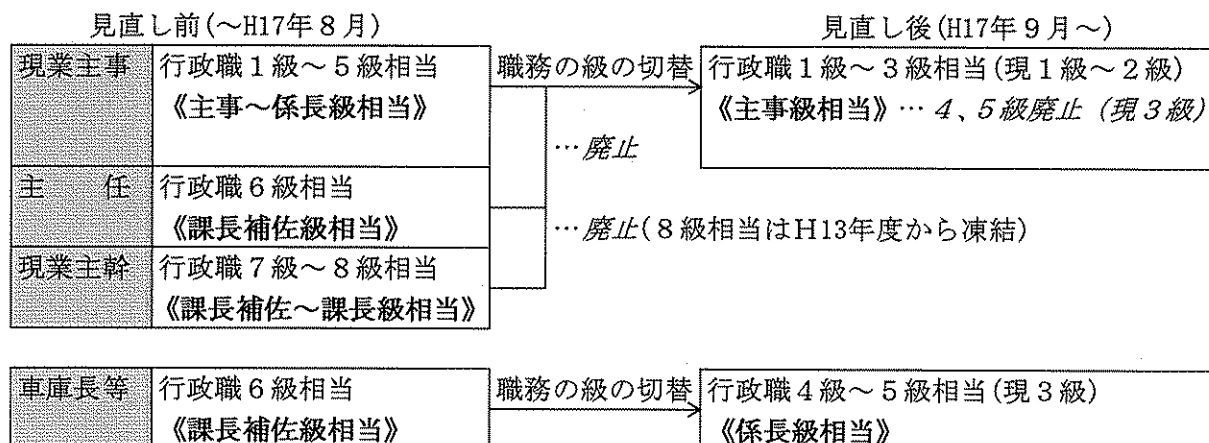 見直し前(～H17年８月)
見直し後(H17年９月～)
現業主事 行政職１級～５級相当 職務の級の切替 行政職１級～３級相当(現１級～２級)
《主事～係長級相当》 《主事級相当》… ４、５級廃止 (現３級)
…廃止
主　　任 行政職６級相当
《課長補佐級相当》 …廃止(８級相当はH13年度から凍結)
現業主幹 行政職７級～８級相当
《課長補佐～課長級相当》
車庫長等 行政職６級相当 職務の級の切替 行政職４級～５級相当(現３級)
《課長補佐級相当》 《係長級相当》